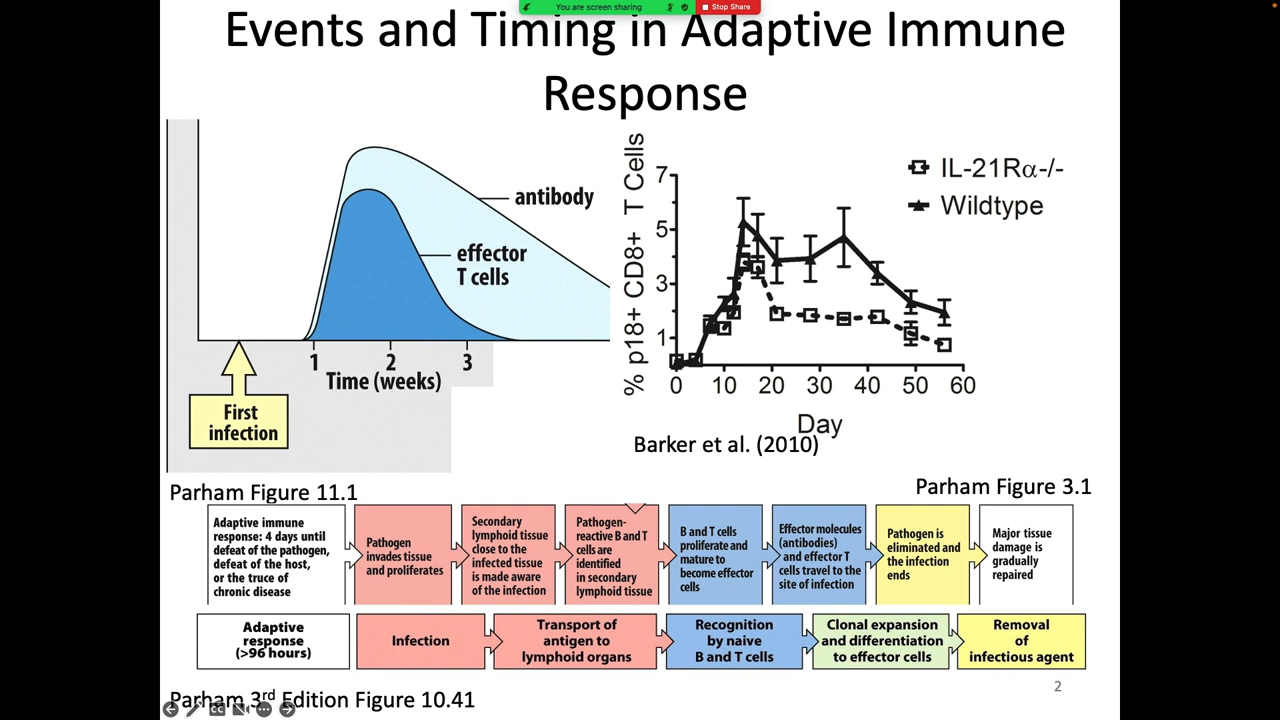 You are screen sharing
Stop Share
Events and Timing in Adaptive Immune
Response
antibody
effector
T cells
1
2
3
Time (weeks)
First
infection
% p18+ CD8+ T Cells
7
5
3
1
0
10
20
30
40
50
60
Day
IL-21Rα-/-
Wildtype
Barker et al. (2010)
Parham Figure 11.1
Parham Figure 3.1
Adaptive immune
response: 4 days until
defeat of the pathogen,
defeat of the host,
or the truce of
chronic disease
Pathogen
invades tissue
and proliferates
Secondary
lymphoid tissue
close to the
infected tissue
is made aware
of the infection
Pathogen-
reactive B and T
cells are
identified
in secondary
lymphoid tissue
B and T cells
proliferate and
mature to
become effector
cells
Effector molecules
(antibodies)
and effector T
cells travel to the
site of infection
Pathogen is
eliminated and
the infection
ends
Major tissue
damage is
gradually
repaired
Adaptive
response
(>96 hours)
Infection
Transport of
antigen to
lymphoid organs
Recognition
by naive
B and T cells
Clonal expansion
and differentiation
to effector cells
Removal
of
infectious agent
2
Parham 3rd Edition Figure 10.41
CC